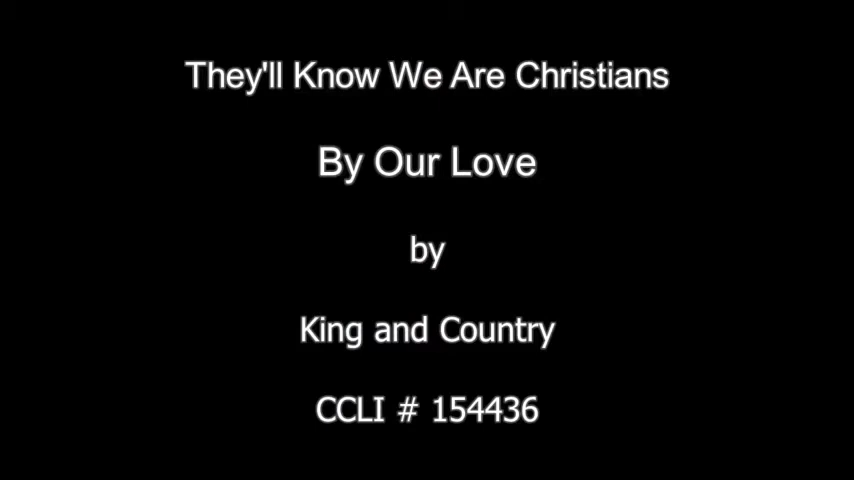 They'll Know We Are Christians
By Our Love
by
King and Country
CCLI # 154436